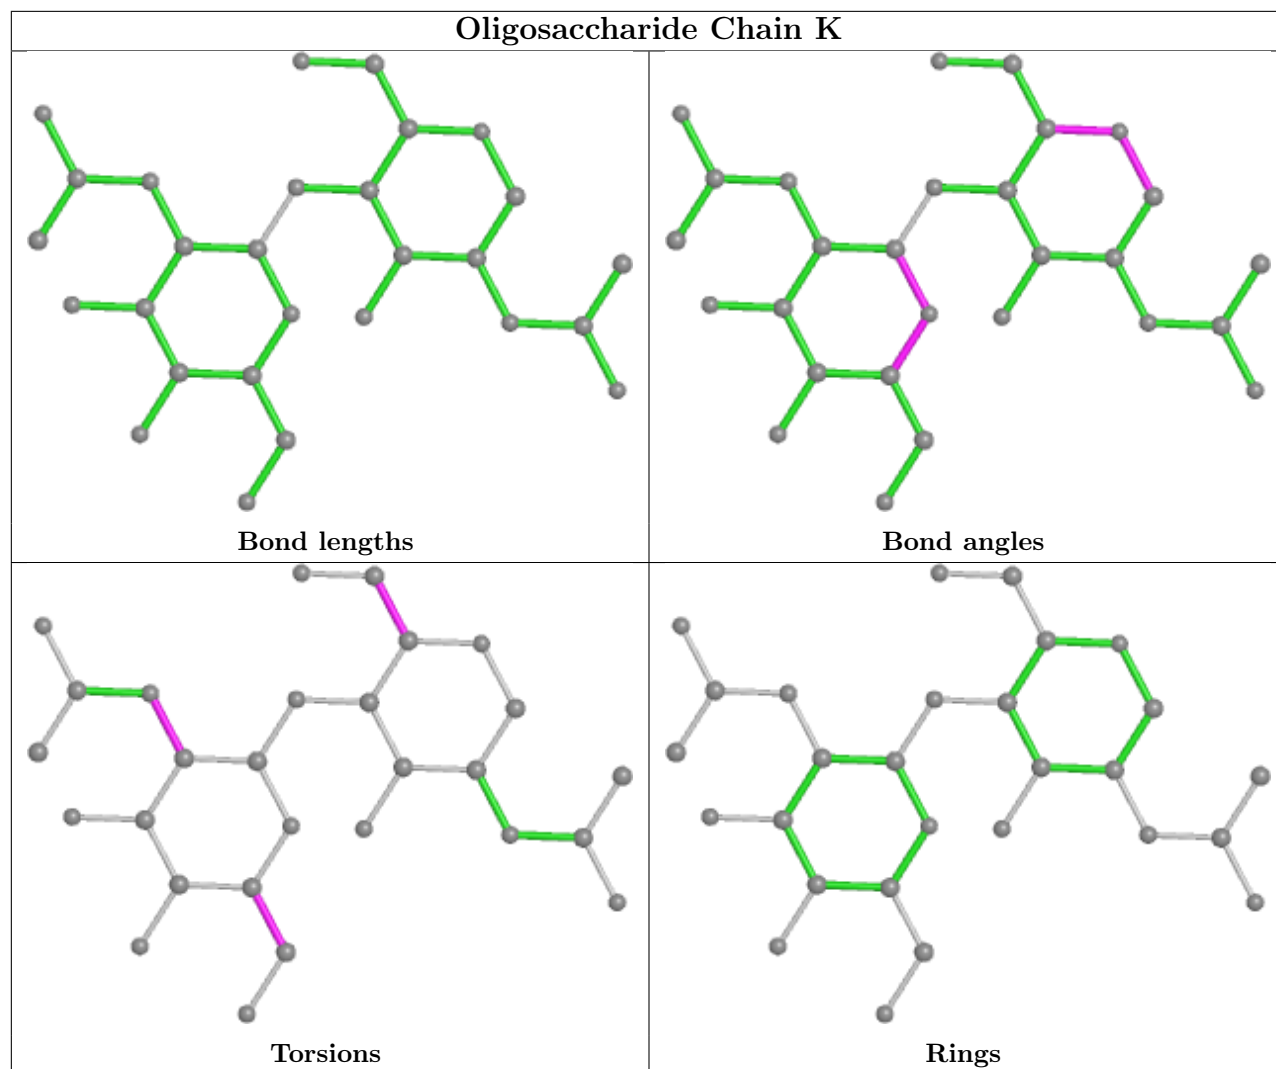 Oligosaccharide Chain K
Bond lengths
Bond angles
Torsions
Rings